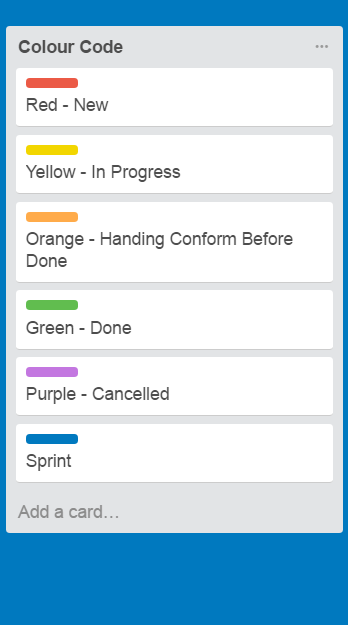 Colour Code
Red - New
Yellow - In Progress
Orange - Handing Conform Before
Done
Green - Done
Purple - Cancelled
Sprint
Add a card…